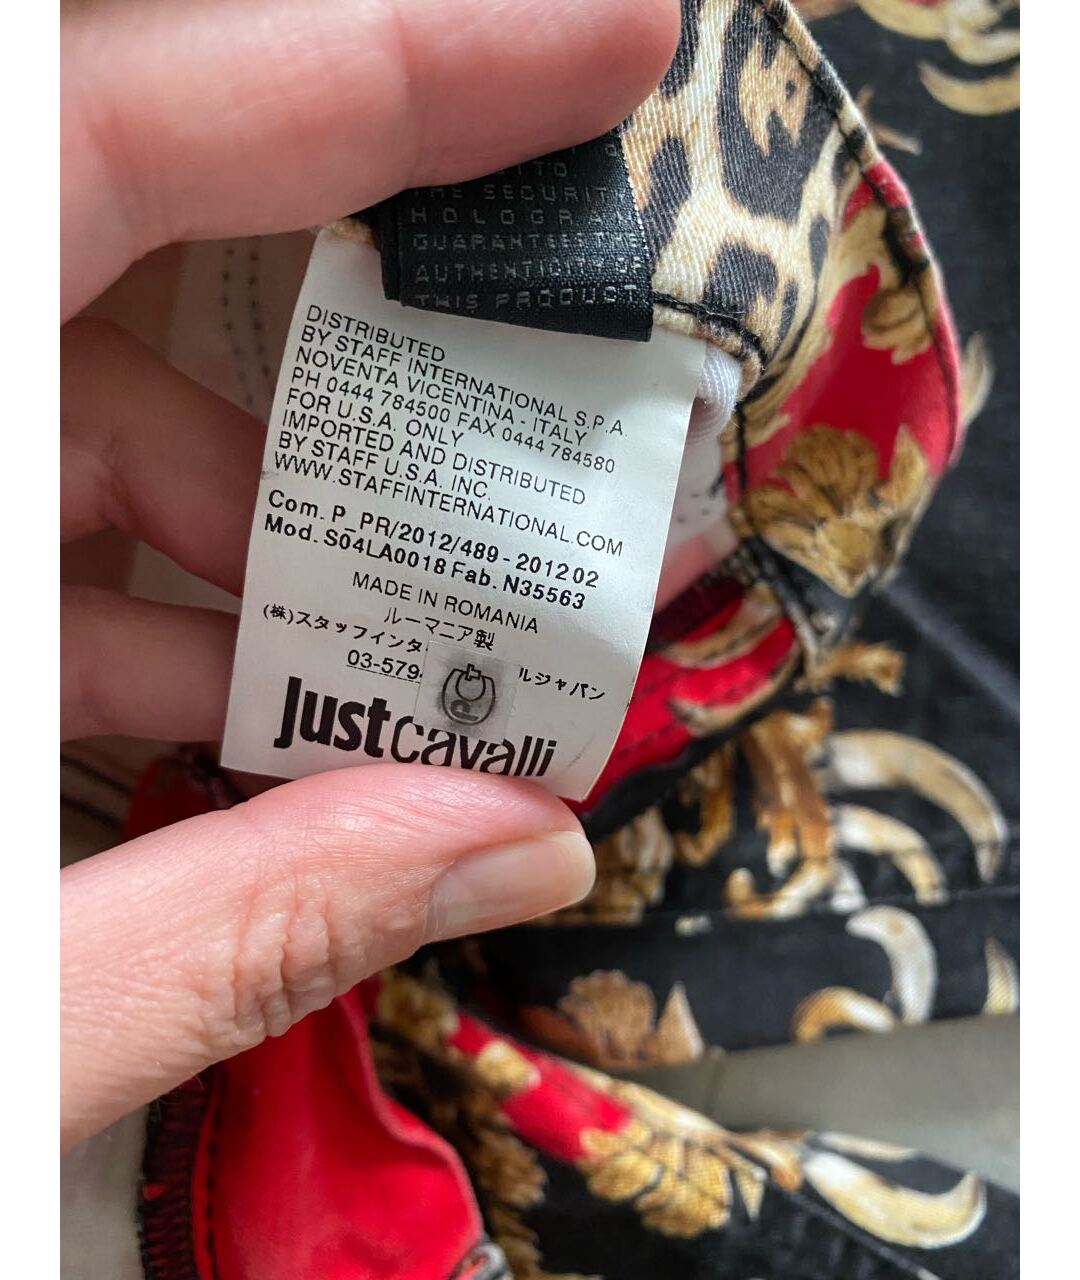 THE SECURITY
HOLOGRAM
GUARANTEES THE
AUTHENTICITY OF
THIS PRODUCT
DISTRIBUTED
BY STAFF INTERNATIONAL S.P.A.
NOVENTA VICENTINA - ITALY
PH 0444 784500 FAX 0444 784580
FOR U.S.A. ONLY
IMPORTED AND DISTRIBUTED
BY STAFF U.S.A. INC.
WWW.STAFFINTERNATIONAL.COM
Com. P_PR/2012/489 - 2012 02
Mod. S04LA0018 Fab. N35563
MADE IN ROMANIA
ルーマニア製
(株)スタッフインタ ルジャパン
03-579
just cavalli